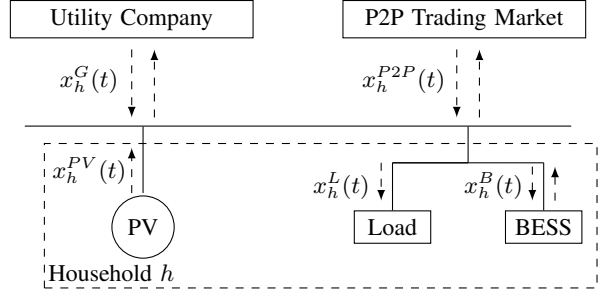 Utility Company P2P Trading Market
x_h^G(t) x_h^{P2P}(t)
x_h^{PV}(t) x_h^L(t) x_h^B(t)
PV Load BESS
Household h